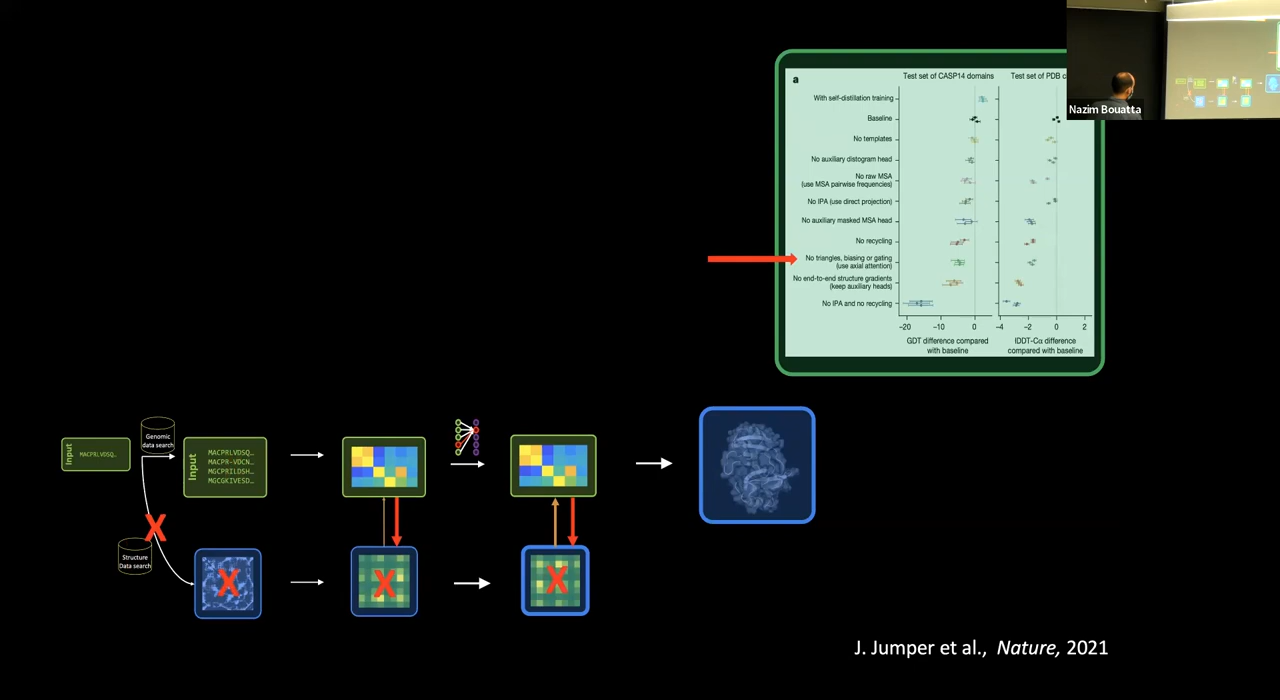 a
Test set of CASP14 domains
Test set of PDB c
With self-distillation training
Baseline
No templates
No auxiliary distogram head
No raw MSA
(use MSA pairwise frequencies)
No IPA (use direct projection)
No auxiliary masked MSA head
No recycling
No triangles, biasing or gating
(use axial attention)
No end-to-end structure gradients
(keep auxiliary heads)
No IPA and no recycling
−20 −10 0
−4 −2 0 2
GDT difference compared
with baseline
lDDT-Cα difference
compared with baseline
Nazim Bouatta
Input
MACPRLVDSQ…
Genomic
data search
Input
MACPRLVDSQ…
MACPR-VDCN…
MGCPRILDSH…
MGCGKIVESD…
X
Structure
Data search
X
X
X
J. Jumper et al., Nature, 2021